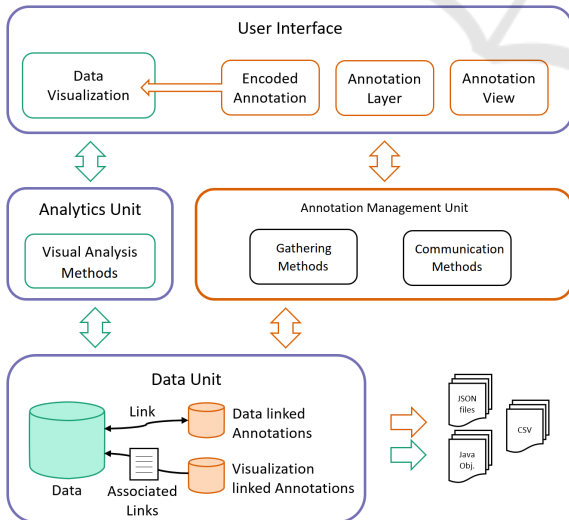 User Interface
Data
Visualization
Encoded
Annotation
Annotation
Layer
Annotation
View
Analytics Unit
Visual Analysis
Methods
Annotation Management Unit
Gathering
Methods
Communication
Methods
Data Unit
Link
Data linked
Annotations
Data
Associated
Links
Visualization
linked Annotations
JSON
files
CSV
Java
Obj.